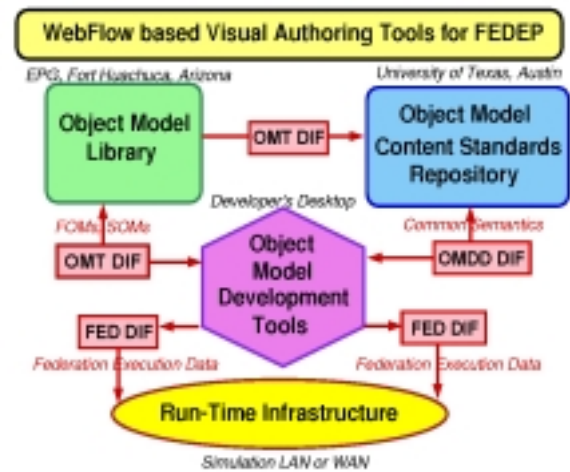 WebFlow based Visual Authoring Tools for FEDEP
EPG, Fort Huachuca, Arizona
University of Texas, Austin
Object Model
Library
OMT DIF
Object Model
Content Standards
Repository
Developer's Desktop
FOMs, SOMs
Common Semantics
OMT DIF
Object
Model
Development
Tools
OMDD DIF
FED DIF
FED DIF
Federation Execution Data
Federation Execution Data
Run-Time Infrastructure
Simulation LAN or WAN